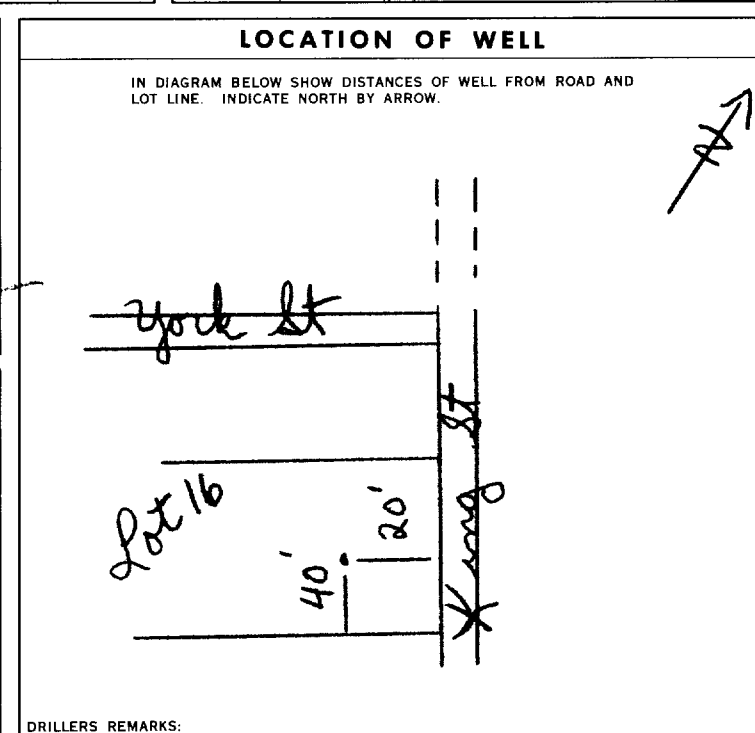 LOCATION OF WELL
IN DIAGRAM BELOW SHOW DISTANCES OF WELL FROM ROAD AND
LOT LINE. INDICATE NORTH BY ARROW.
N
York St
King St
Lot 16
20'
40'
DRILLERS REMARKS: